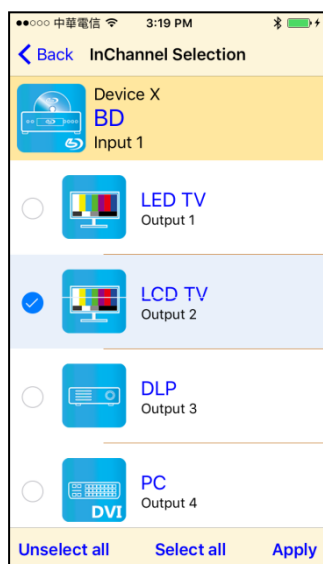 中華電信 3:19 PM
Back InChannel Selection
Device X
BD
Input 1
LED TV
Output 1
LCD TV
Output 2
DLP
Output 3
PC
Output 4
DVI
Unselect all Select all Apply